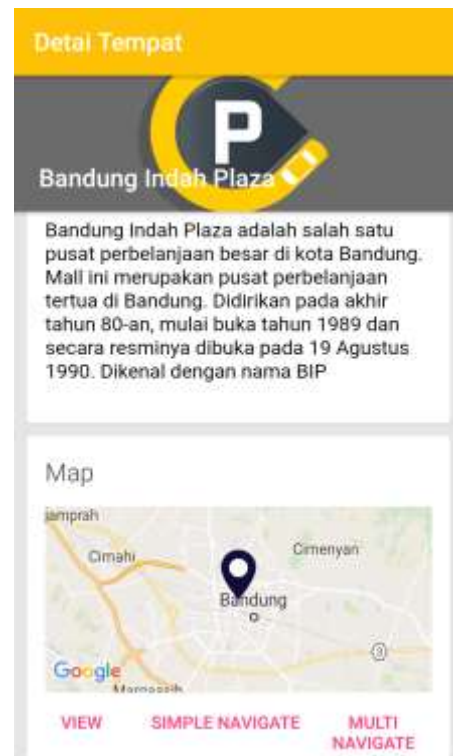 Detai Tempat
P
Bandung Indah Plaza
Bandung Indah Plaza adalah salah satu
pusat perbelanjaan besar di kota Bandung.
Mall ini merupakan pusat perbelanjaan
tertua di Bandung. Didirikan pada akhir
tahun 80-an, mulai buka tahun 1989 dan
secara resminya dibuka pada 19 Agustus
1990. Dikenal dengan nama BIP
Map
jamprah
Cimahi
Cimenyan
Bandung
3
Google
VIEW SIMPLE NAVIGATE MULTI
NAVIGATE